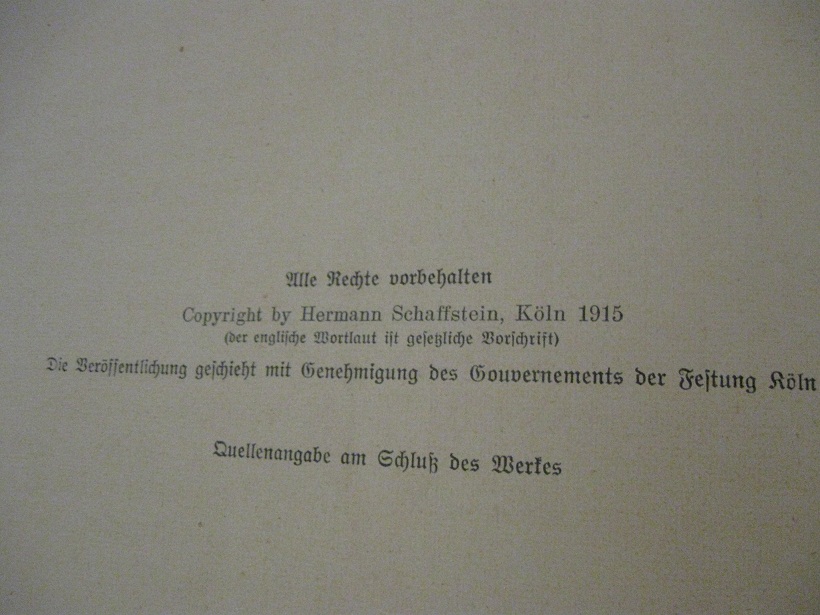 Alle Rechte vorbehalten
Copyright by Hermann Schaffstein, Köln 1915
(der englische Wortlaut ist gesetzliche Vorschrift)
Die Veröffentlichung geschieht mit Genehmigung des Gouvernements der Festung Köln
Quellenangabe am Schluß des Werkes